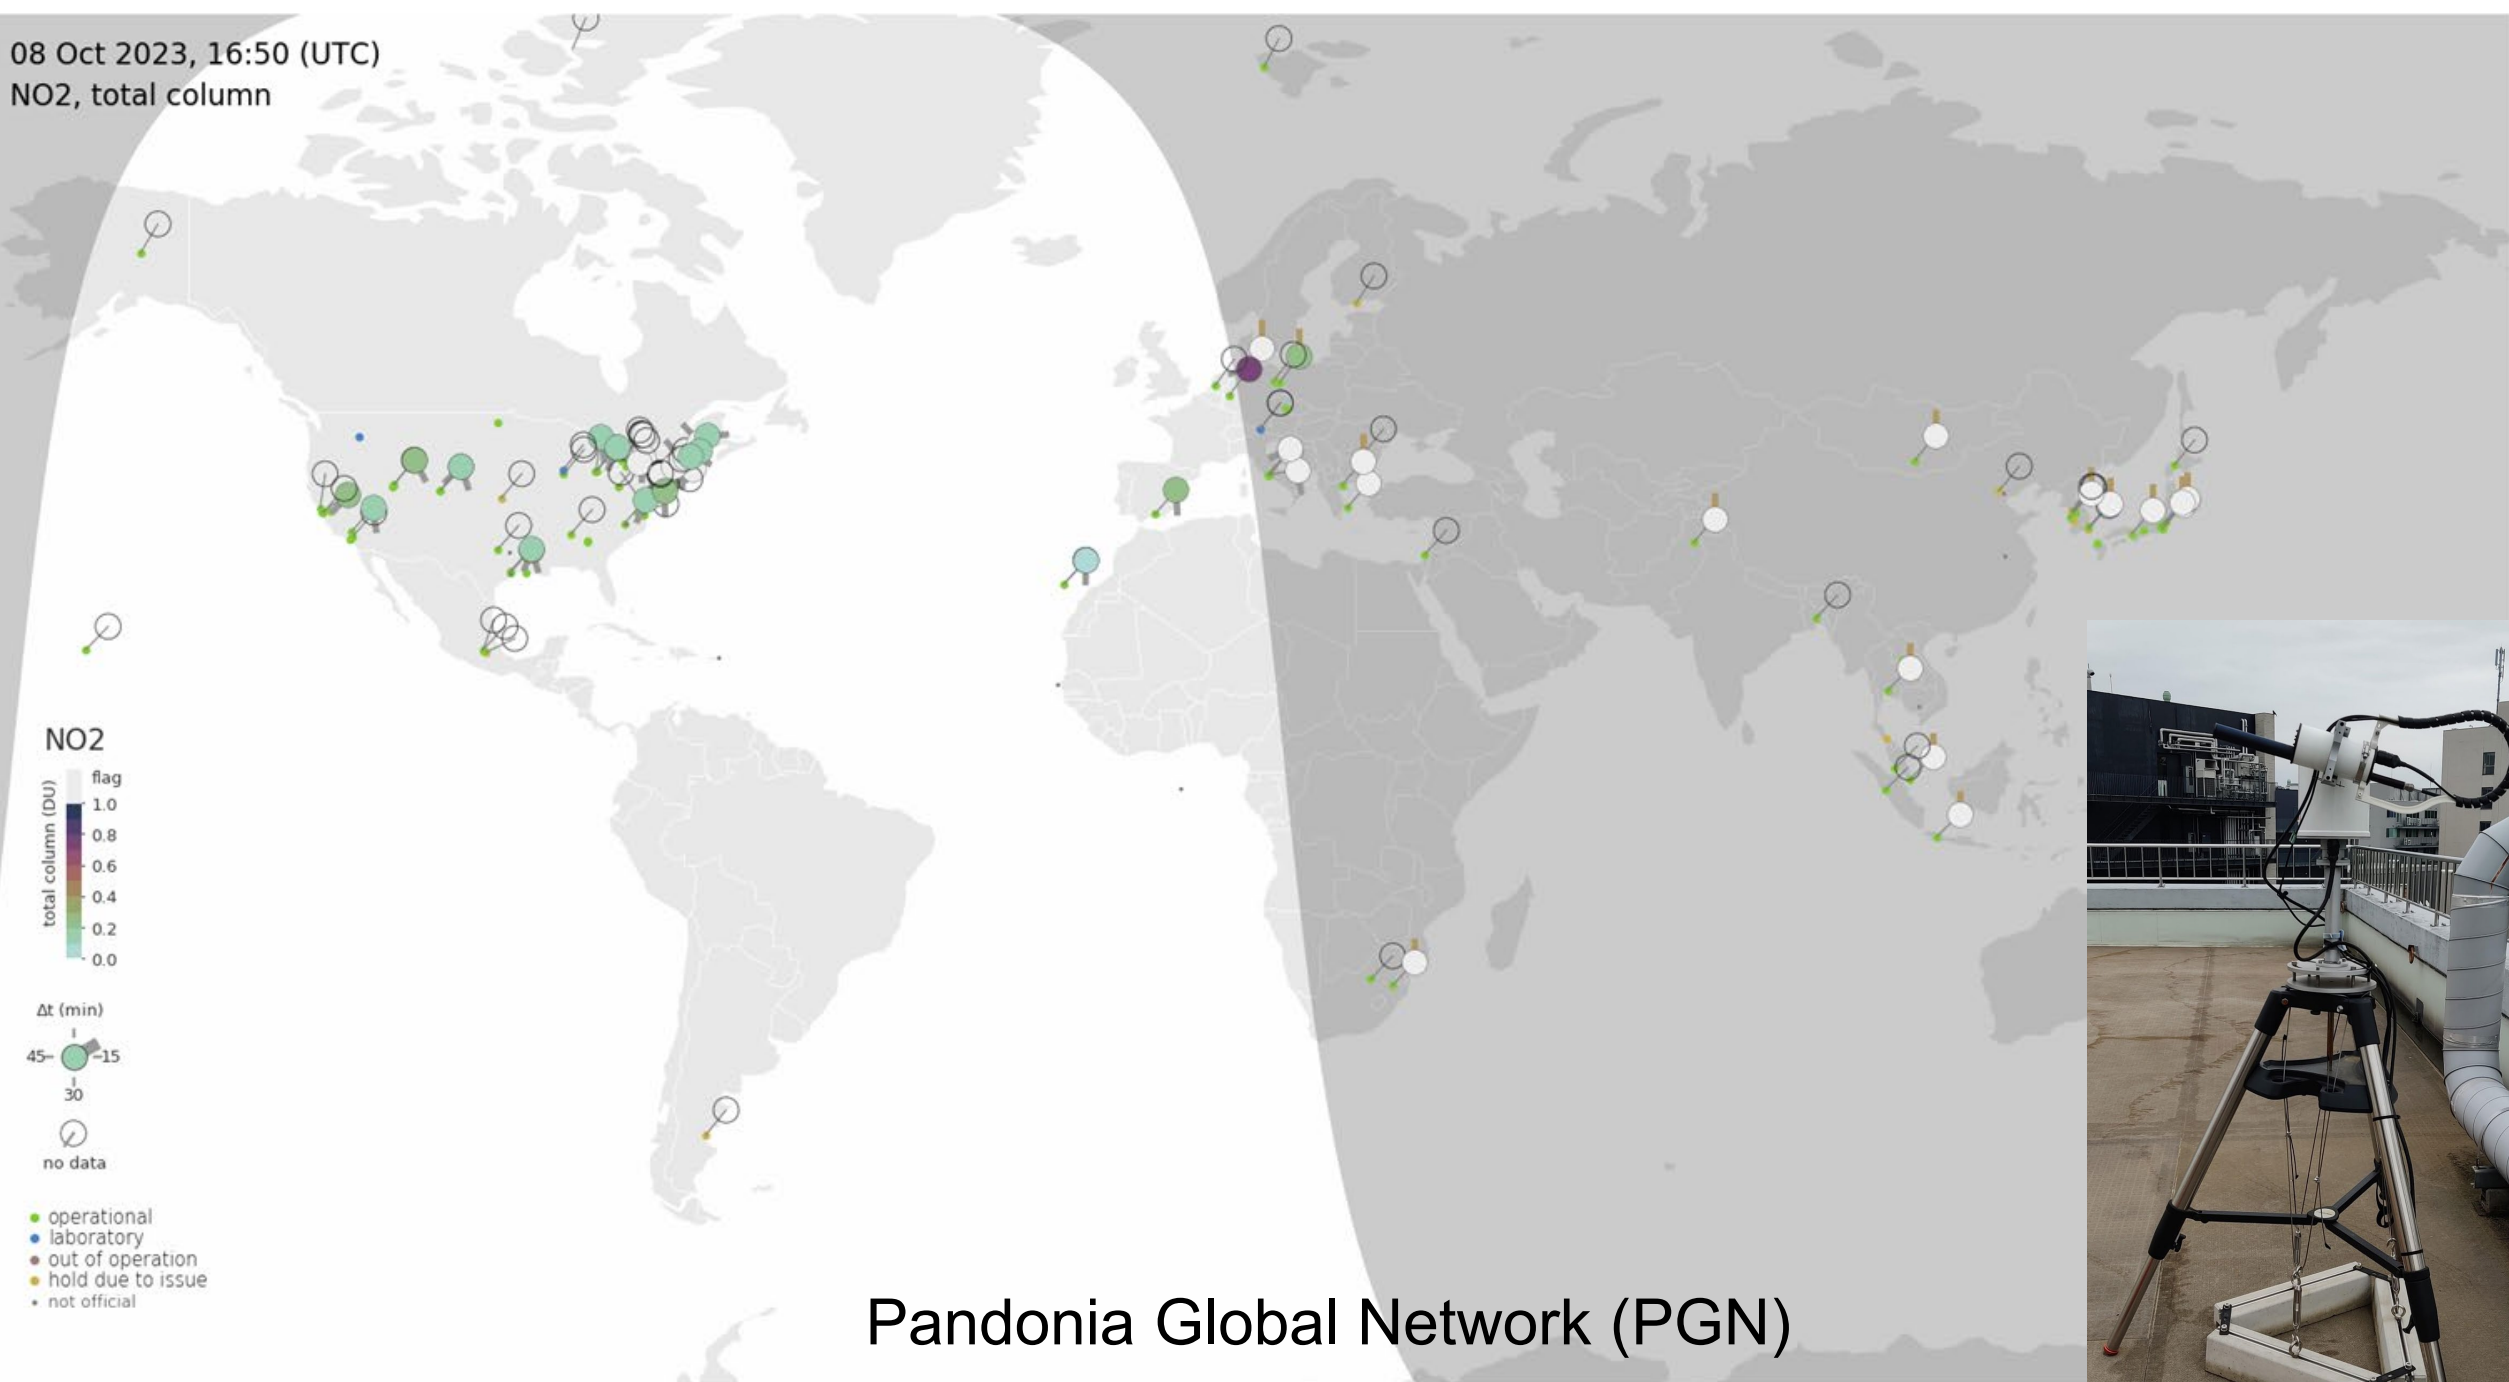 08 Oct 2023, 16:50 (UTC)
NO2, total column
NO2
total column (DU)
flag
1.0
0.8
0.6
0.4
0.2
0.0
Δt (min)
45
15
30
no data
operational
laboratory
out of operation
hold due to issue
not official
Pandonia Global Network (PGN)